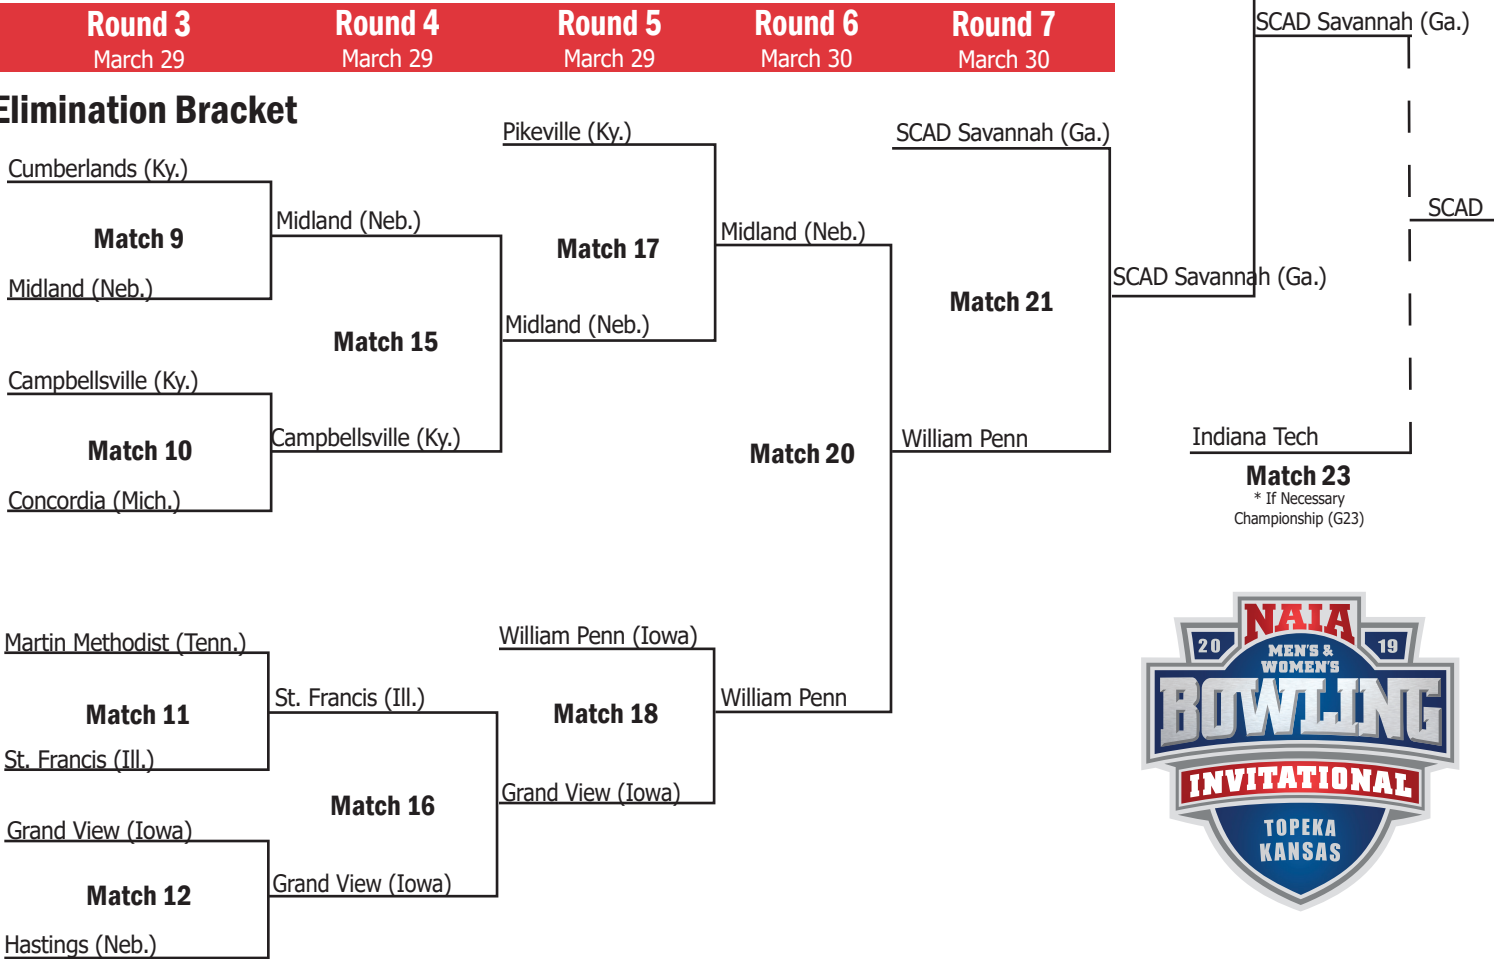 Round 3
March 29
Round 4
March 29
Round 5
March 29
Round 6
March 30
Round 7
March 30
Elimination Bracket
Cumberlands (Ky.)
Match 9
Midland (Neb.)
Campbellsville (Ky.)
Match 10
Concordia (Mich.)
Martin Methodist (Tenn.)
Match 11
St. Francis (Ill.)
Grand View (Iowa)
Match 12
Hastings (Neb.)
Midland (Neb.)
Match 15
Campbellsville (Ky.)
St. Francis (Ill.)
Match 16
Grand View (Iowa)
Pikeville (Ky.)
Match 17
Midland (Neb.)
William Penn (Iowa)
Match 18
Grand View (Iowa)
Midland (Neb.)
Match 20
William Penn
SCAD Savannah (Ga.)
Match 21
William Penn
SCAD Savannah (Ga.)
SCAD Savannah (Ga.)
SCAD
Indiana Tech
Match 23
* If Necessary
Championship (G23)
NAIA
20 19
MEN'S &
WOMEN'S
BOWLING
INVITATIONAL
TOPEKA
KANSAS